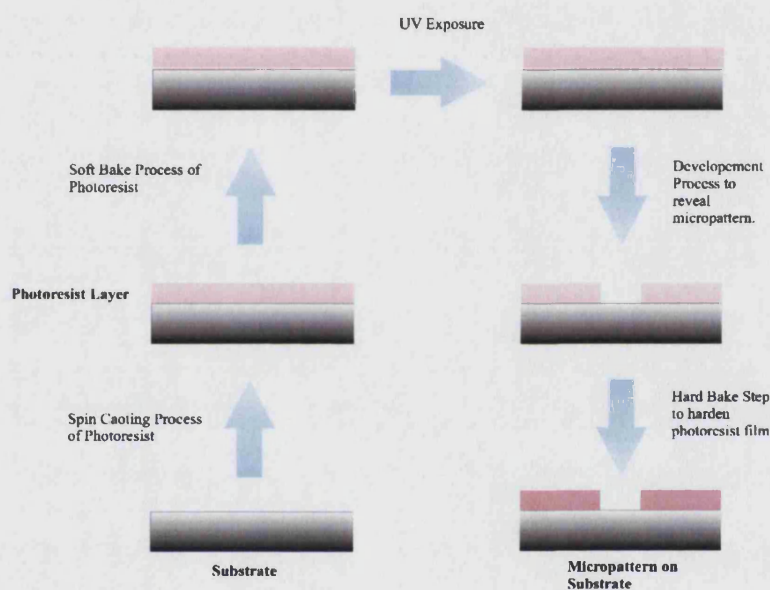 UV Exposure
Soft Bake Process of
Photoresist
Developement
Process to
reveal
micropattern.
Photoresist Layer
Spin Caoting Process
of Photoresist
Hard Bake Step
to harden
photoresist film
Substrate
Micropattern on
Substrate